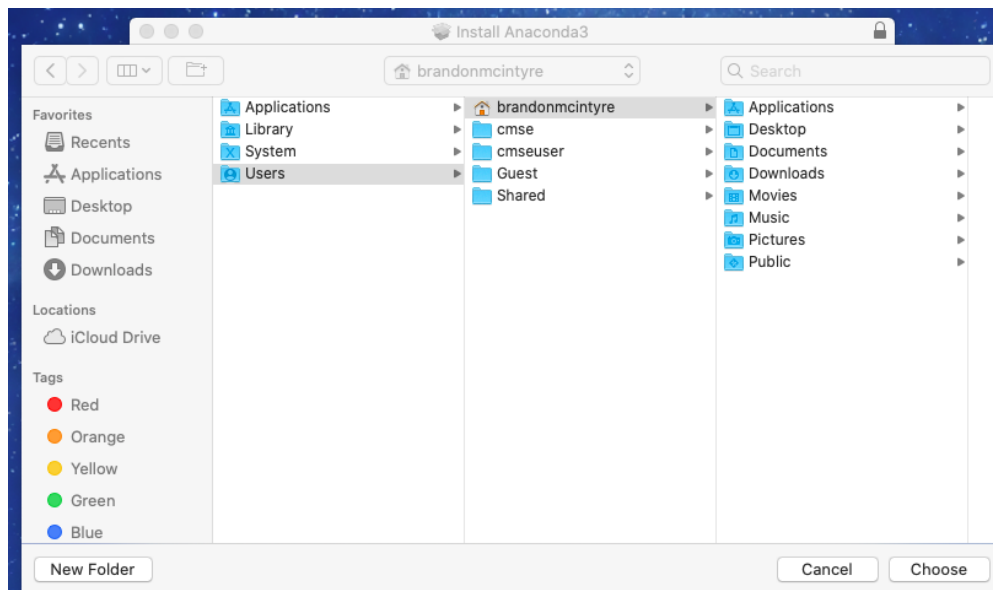 Install Anaconda3
brandonmcintyre
Search
Favorites
Recents
Applications
Desktop
Documents
Downloads
Locations
iCloud Drive
Tags
Red
Orange
Yellow
Green
Blue
Applications
Library
System
Users
brandonmcintyre
cmse
cmseuser
Guest
Shared
Applications
Desktop
Documents
Downloads
Movies
Music
Pictures
Public
New Folder
Cancel
Choose